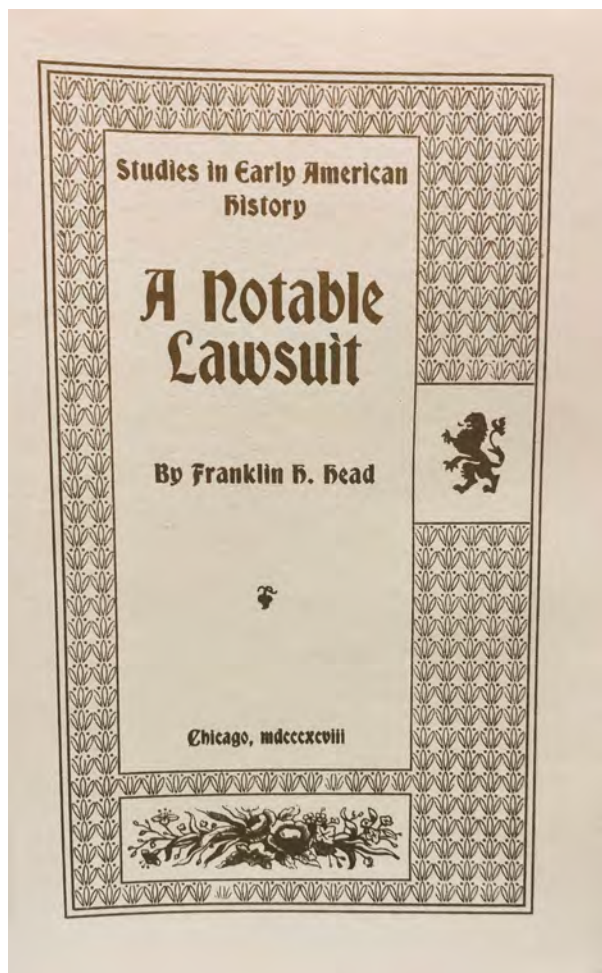 Studies in Early American
History
A Notable
Lawsuit
By Franklin H. Head
Chicago, mdcccxcviii